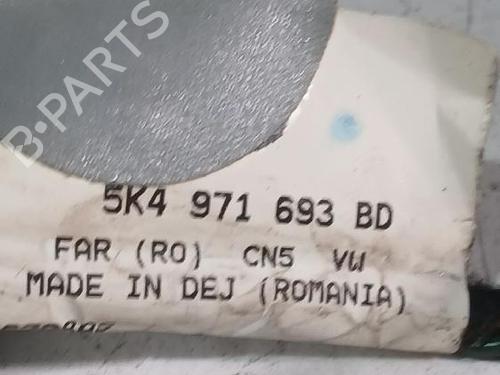 B-PARTS
5K4 971 693 BD
FAR (RO) CN5 VW
MADE IN DEJ (ROMANIA)